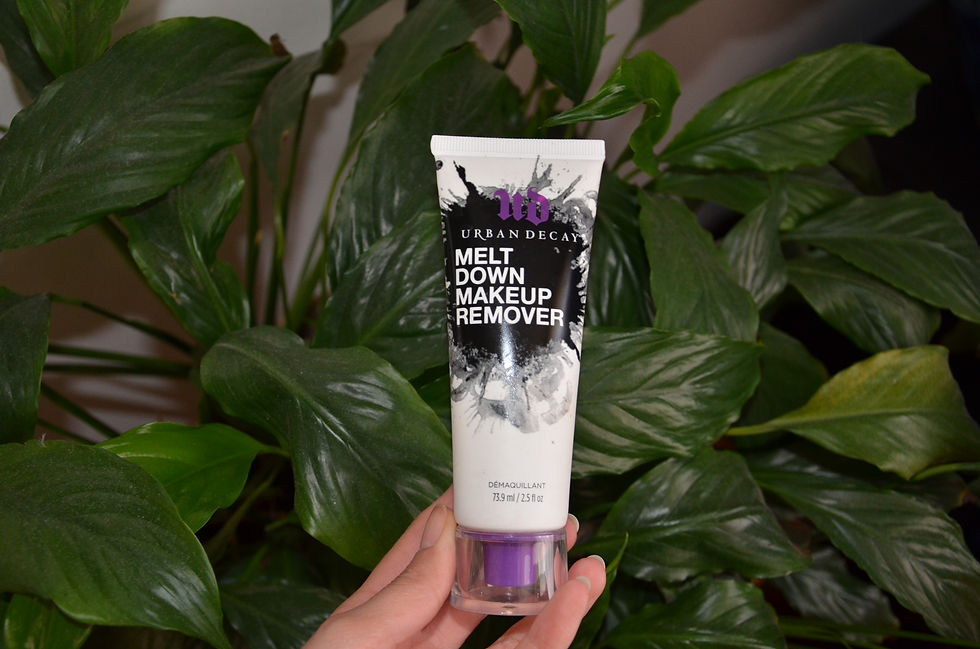 UD
URBAN DECAY
MELT
DOWN
MAKEUP
REMOVER
DÉMAQUILLANT
73.9 ml / 2.5 fl oz